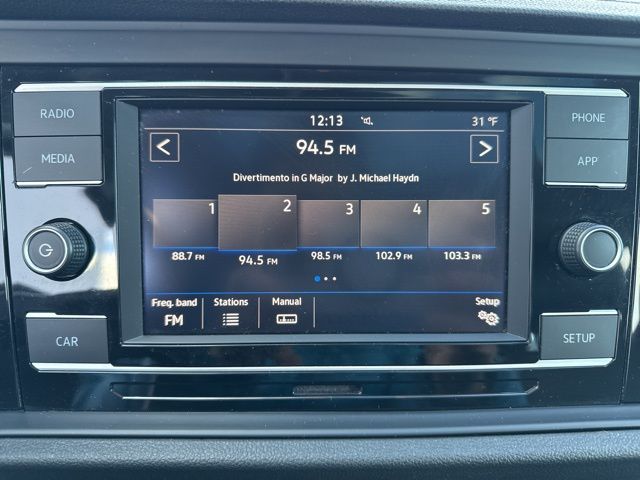 RADIO
MEDIA
CAR
12:13
31 °F
94.5 FM
Divertimento in G Major by J. Michael Haydn
1 2 3 4 5
88.7 FM 94.5 FM 98.5 FM 102.9 FM 103.3 FM
Freq. band Stations Manual Setup
FM
PHONE
APP
SETUP